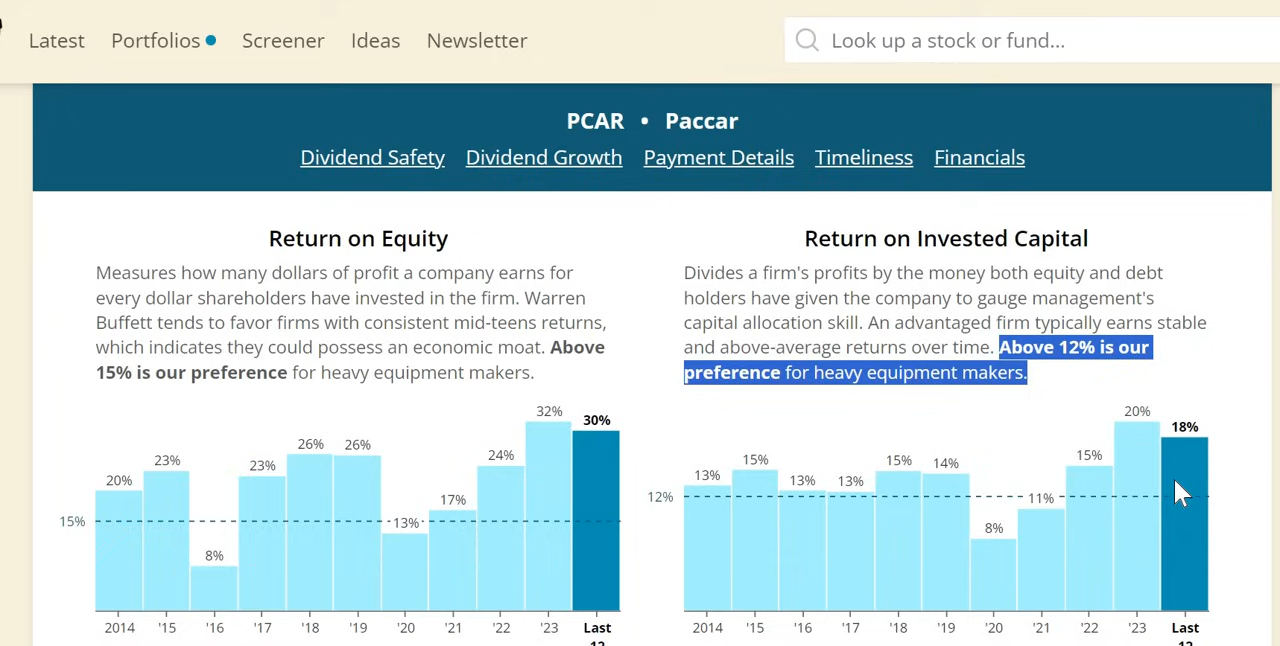 Latest Portfolios Screener Ideas Newsletter
Look up a stock or fund...
PCAR • Paccar
Dividend Safety Dividend Growth Payment Details Timeliness Financials
Return on Equity
Measures how many dollars of profit a company earns for
every dollar shareholders have invested in the firm. Warren
Buffett tends to favor firms with consistent mid-teens returns,
which indicates they could possess an economic moat. Above
15% is our preference for heavy equipment makers.
20% 23% 8% 23% 26% 26% 13% 17% 24% 32% 30%
15%
2014 '15 '16 '17 '18 '19 '20 '21 '22 '23 Last
12
Return on Invested Capital
Divides a firm's profits by the money both equity and debt
holders have given the company to gauge management's
capital allocation skill. An advantaged firm typically earns stable
and above-average returns over time. Above 12% is our
preference for heavy equipment makers.
13% 15% 13% 13% 15% 14% 8% 11% 15% 20% 18%
12%
2014 '15 '16 '17 '18 '19 '20 '21 '22 '23 Last
12